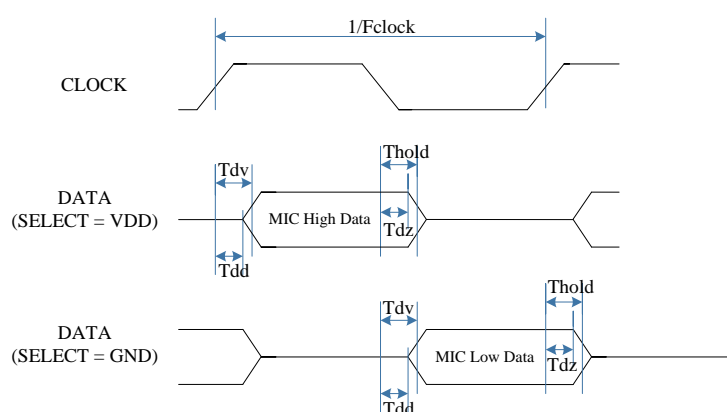 1/Fclock
CLOCK
Thold
Tdv
DATA
(SELECT = VDD)
MIC High Data
Tdz
Tdd
Thold
Tdv
DATA
(SELECT = GND)
MIC Low Data
Tdz
Tdd